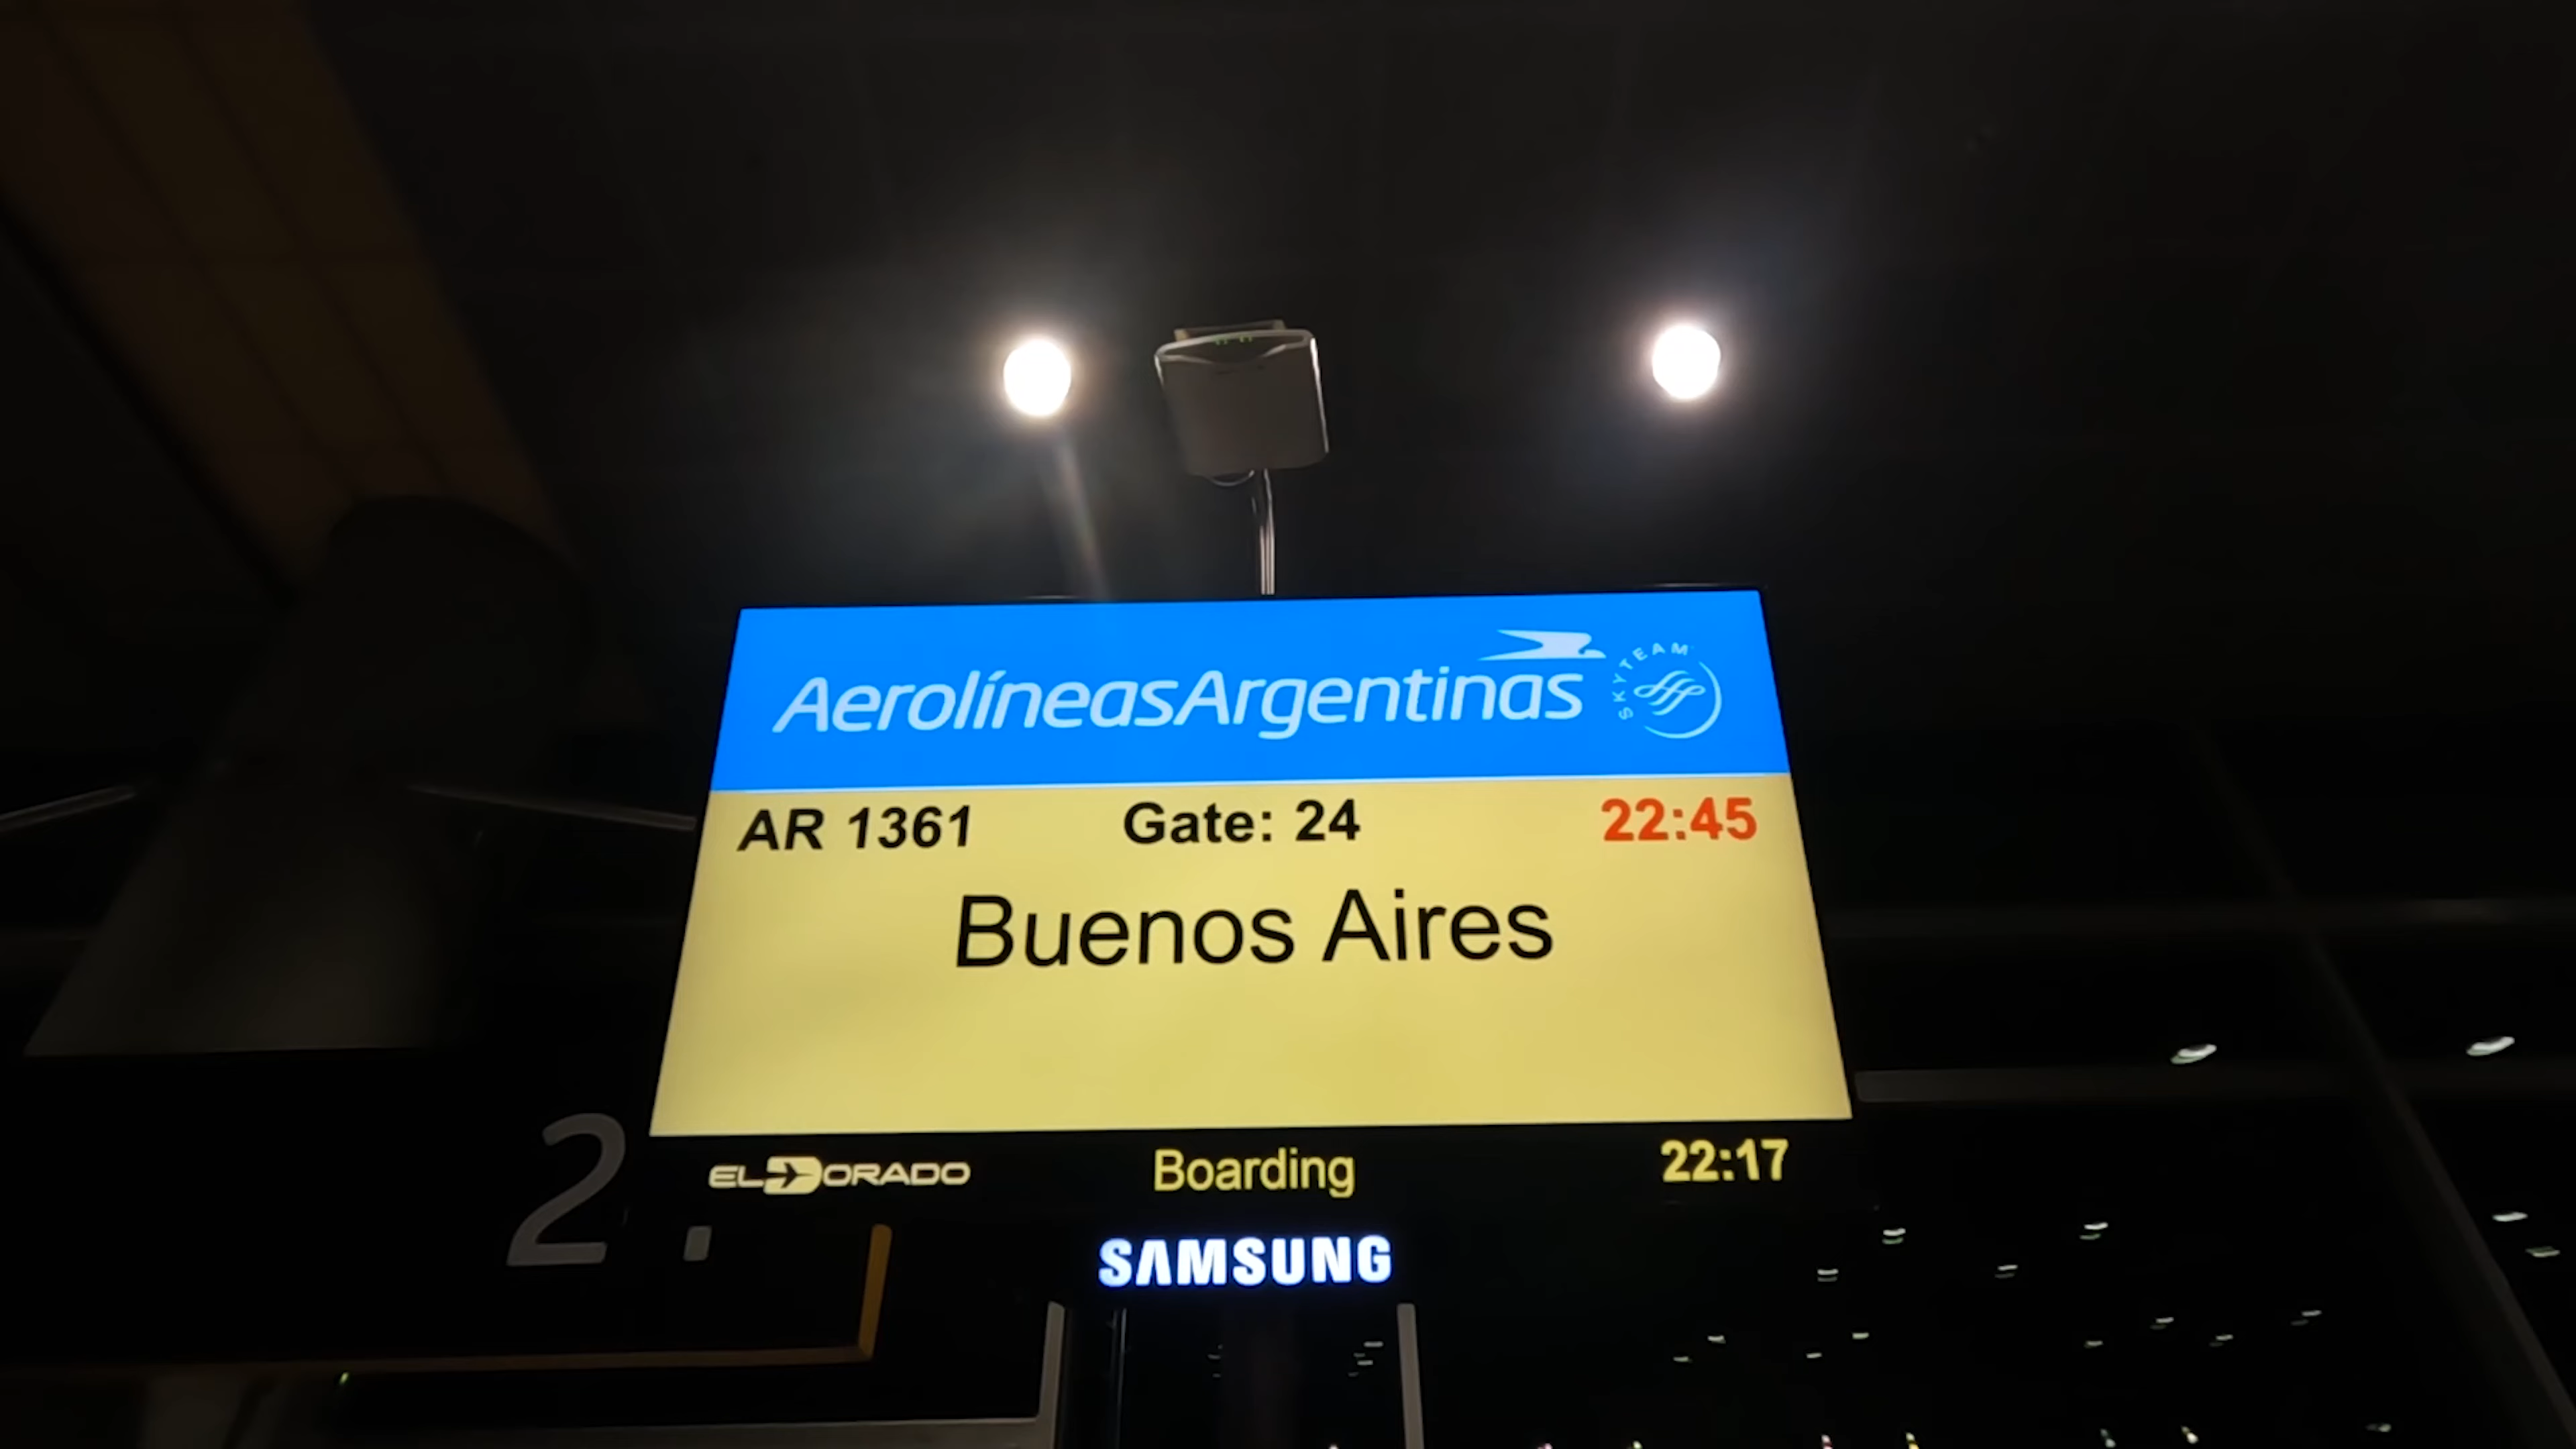 AerolíneasArgentinas
SKYTEAM
AR 1361 Gate: 24 22:45
Buenos Aires
EL DORADO Boarding 22:17
SAMSUNG
2.